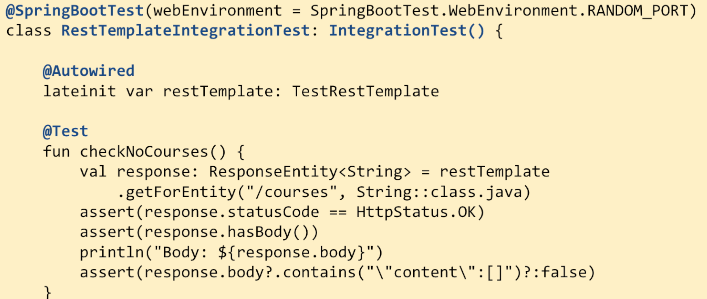 @SpringBootTest(webEnvironment = SpringBootTest.WebEnvironment.RANDOM_PORT)
class RestTemplateIntegrationTest: IntegrationTest() {
@Autowired
lateinit var restTemplate: TestRestTemplate
@Test
fun checkNoCourses() {
val response: ResponseEntity<String> = restTemplate
.getForEntity("/courses", String::class.java)
assert(response.statusCode == HttpStatus.OK)
assert(response.hasBody())
println("Body: ${response.body}")
assert(response.body?.contains("\"content\":[]")?:false)
}